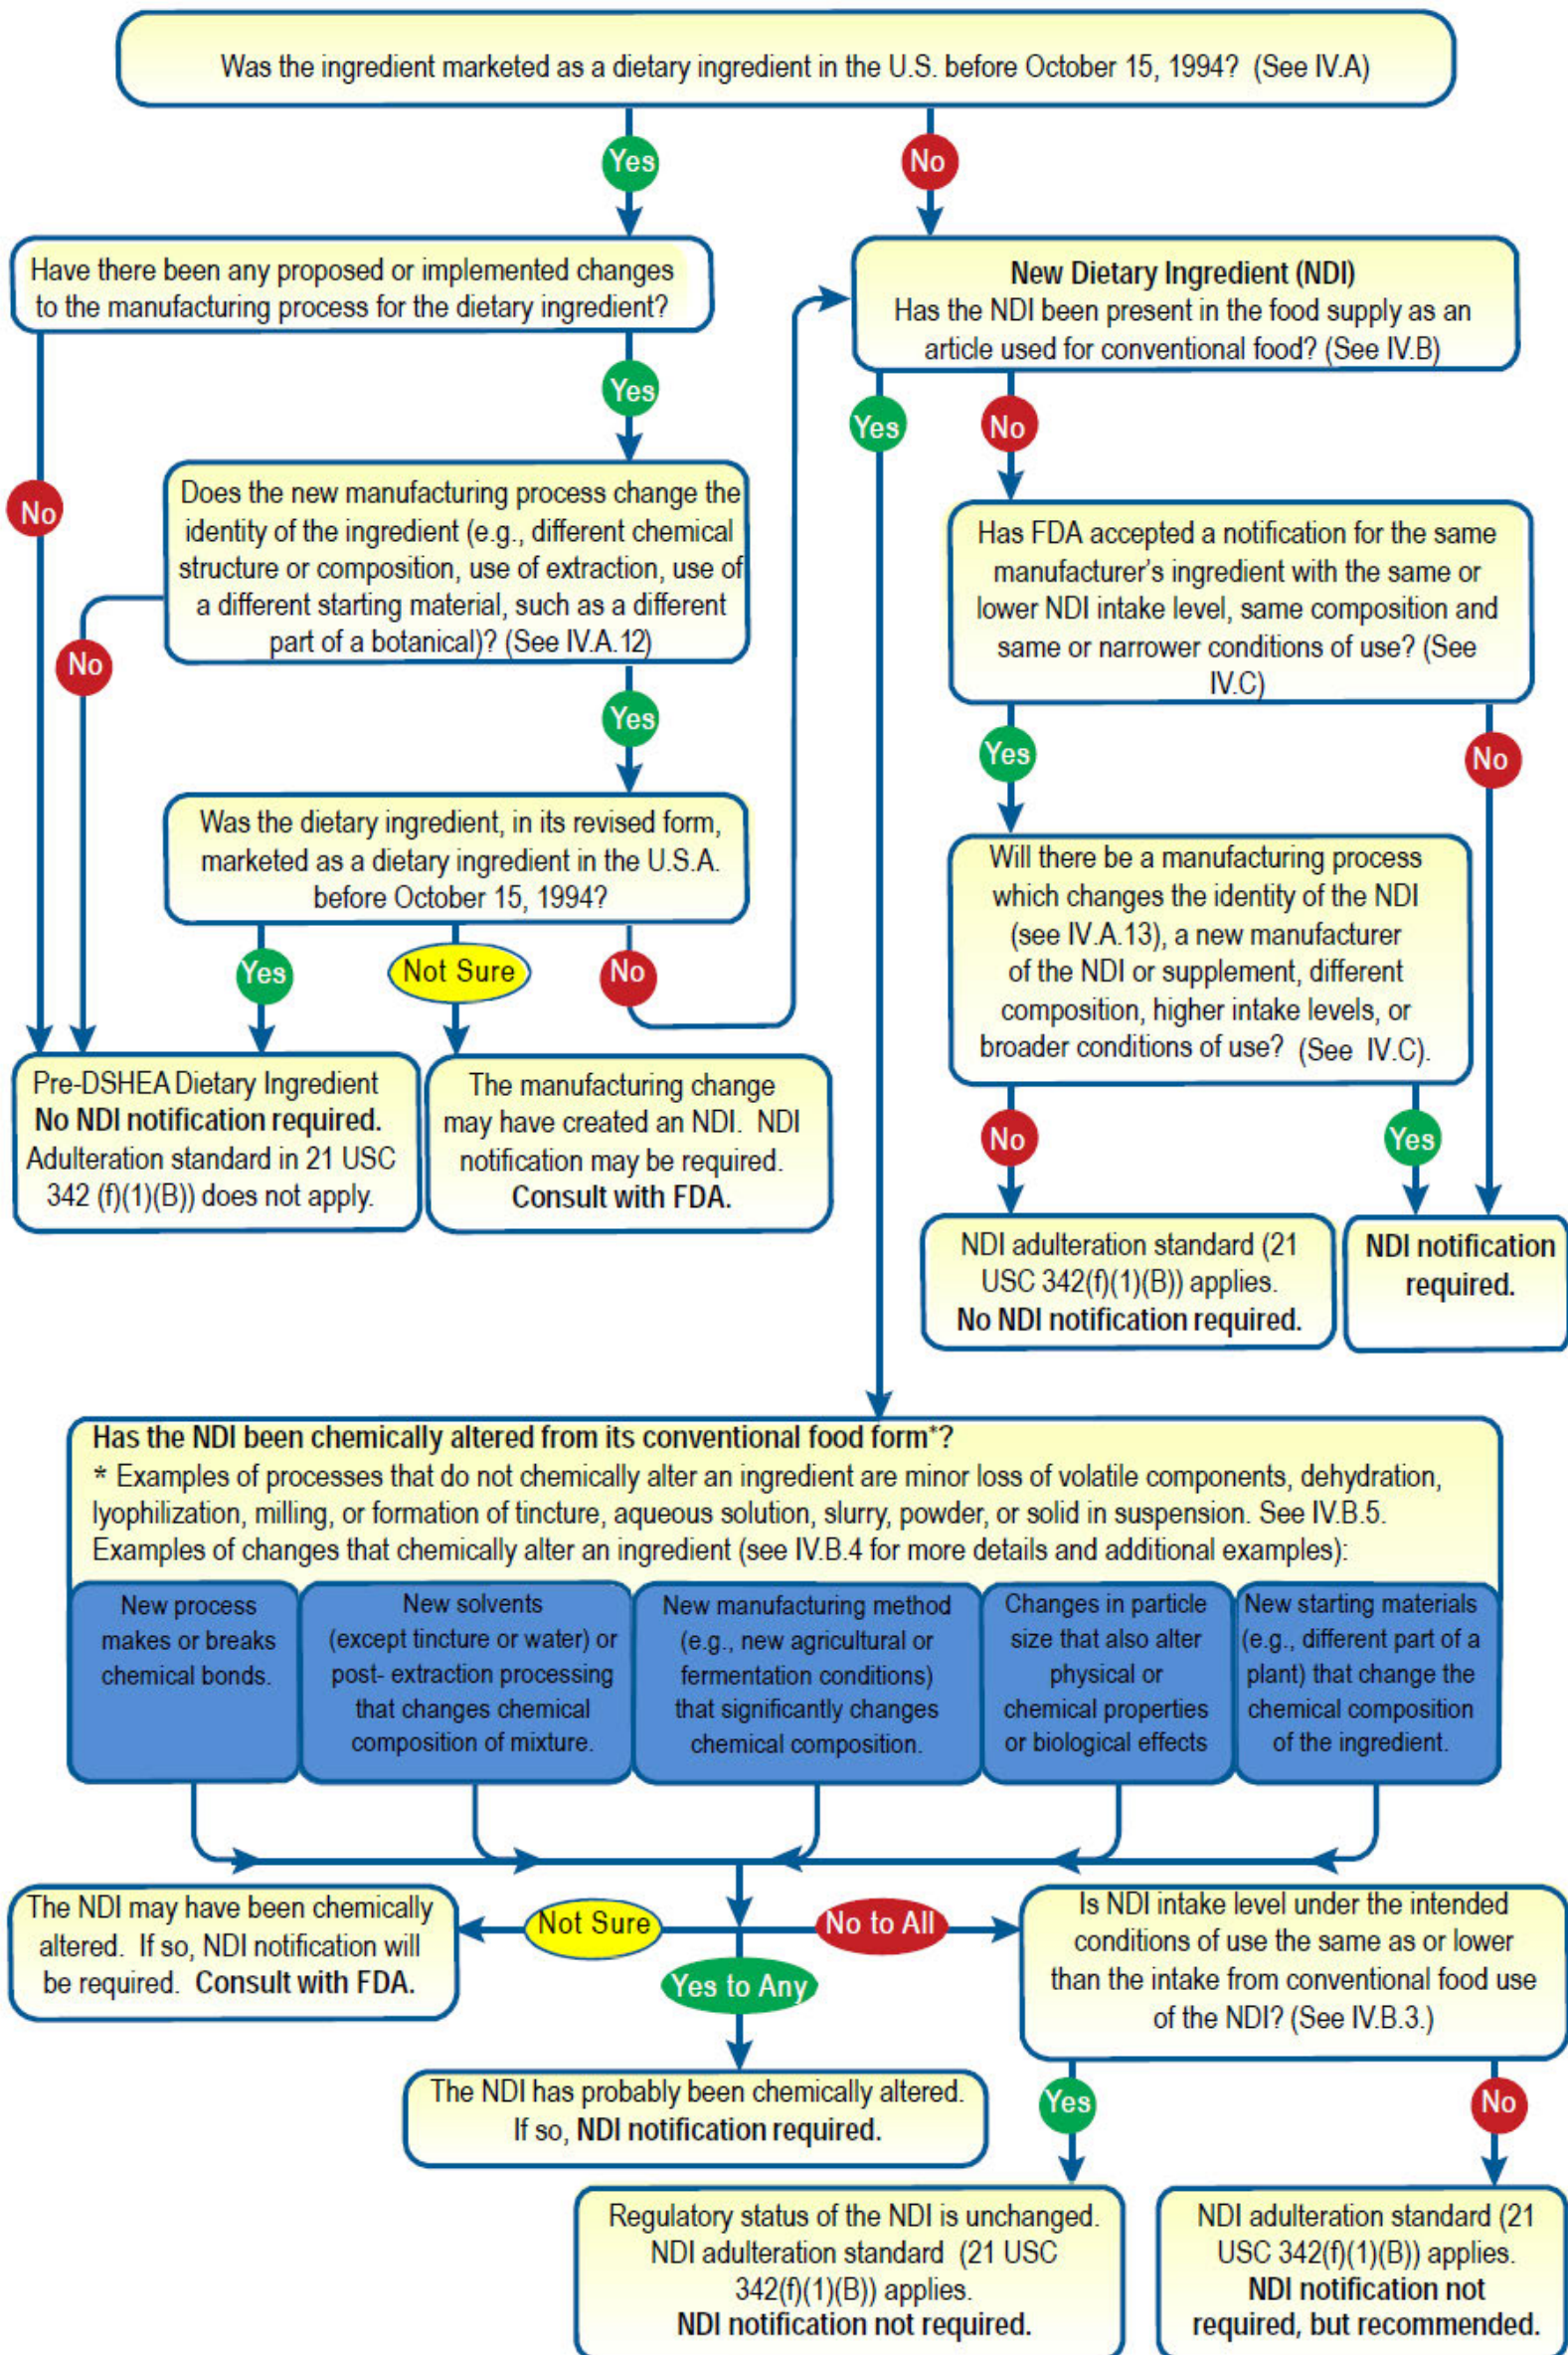 Was the ingredient marketed as a dietary ingredient in the U.S. before October 15, 1994? (See IV.A)
Yes
No
Have there been any proposed or implemented changes
to the manufacturing process for the dietary ingredient?
New Dietary Ingredient (NDI)
Has the NDI been present in the food supply as an
article used for conventional food? (See IV.B)
No
Yes
Yes
No
Does the new manufacturing process change the
identity of the ingredient (e.g., different chemical
structure or composition, use of extraction, use of
a different starting material, such as a different
part of a botanical)? (See IV.A.12)
Has FDA accepted a notification for the same
manufacturer's ingredient with the same or
lower NDI intake level, same composition and
same or narrower conditions of use? (See
IV.C)
No
Yes
Yes
No
Was the dietary ingredient, in its revised form,
marketed as a dietary ingredient in the U.S.A.
before October 15, 1994?
Will there be a manufacturing process
which changes the identity of the NDI
(see IV.A.13), a new manufacturer
of the NDI or supplement, different
composition, higher intake levels, or
broader conditions of use? (See IV.C).
Yes
Not Sure
No
No
Yes
Pre-DSHEA Dietary Ingredient
No NDI notification required.
Adulteration standard in 21 USC
342 (f)(1)(B)) does not apply.
The manufacturing change
may have created an NDI. NDI
notification may be required.
Consult with FDA.
NDI adulteration standard (21
USC 342(f)(1)(B)) applies.
No NDI notification required.
NDI notification
required.
Has the NDI been chemically altered from its conventional food form*?
* Examples of processes that do not chemically alter an ingredient are minor loss of volatile components, dehydration,
lyophilization, milling, or formation of tincture, aqueous solution, slurry, powder, or solid in suspension. See IV.B.5.
Examples of changes that chemically alter an ingredient (see IV.B.4 for more details and additional examples):
New process
makes or breaks
chemical bonds.
New solvents
(except tincture or water) or
post- extraction processing
that changes chemical
composition of mixture.
New manufacturing method
(e.g., new agricultural or
fermentation conditions)
that significantly changes
chemical composition.
Changes in particle
size that also alter
physical or
chemical properties
or biological effects
New starting materials
(e.g., different part of a
plant) that change the
chemical composition
of the ingredient.
The NDI may have been chemically
altered. If so, NDI notification will
be required. Consult with FDA.
Not Sure
No to All
Yes to Any
Is NDI intake level under the intended
conditions of use the same as or lower
than the intake from conventional food use
of the NDI? (See IV.B.3.)
The NDI has probably been chemically altered.
If so, NDI notification required.
Yes
No
Regulatory status of the NDI is unchanged.
NDI adulteration standard (21 USC
342(f)(1)(B)) applies.
NDI notification not required.
NDI adulteration standard (21
USC 342(f)(1)(B)) applies.
NDI notification not
required, but recommended.